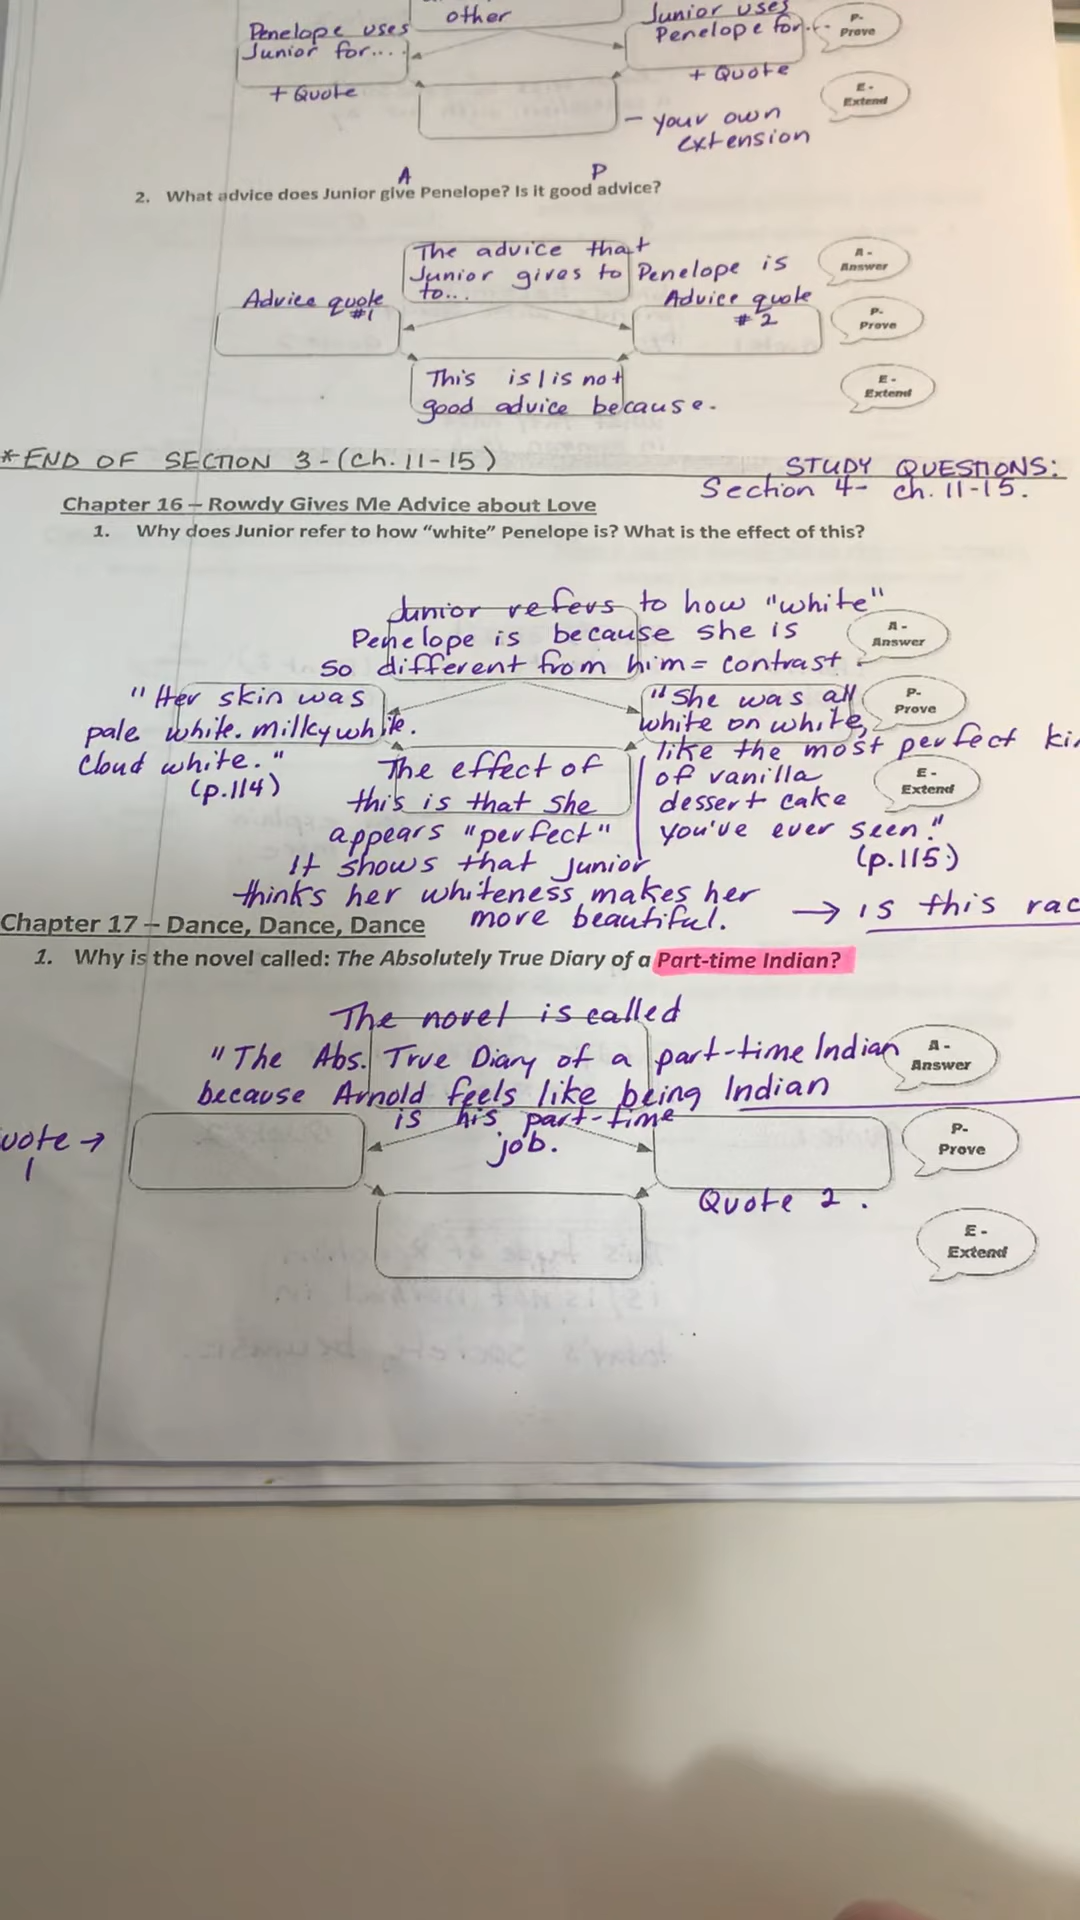 other
Penelope uses
Junior for...
+ Quote
Junior uses
Penelope for...
+ Quote
P-
Prove
E-
Extend
- your own
extension
A P
2. What advice does Junior give Penelope? Is it good advice?
The advice that
Junior gives to Penelope is
to...
A-
Answer
Advice quote
#1
Advice quote
#2
P-
Prove
This is / is not
good advice because.
E-
Extend
*END OF SECTION 3-(Ch. 11-15)
STUDY QUESTIONS:
Section 4- ch. 11-15.
Chapter 16 – Rowdy Gives Me Advice about Love
1. Why does Junior refer to how "white" Penelope is? What is the effect of this?
Junior refers to how "white"
Penelope is because she is
so different from him = contrast.
A-
Answer
"Her skin was
pale white. milky white.
Cloud white."
(p.114)
"She was all
white on white,
like the most perfect
of vanilla
dessert cake
you've ever seen."
(p.115.)
P-
Prove
E-
Extend
The effect of
this is that she
appears "perfect"
It shows that Junior
thinks her whiteness makes her
more beautiful. → is this
Chapter 17 – Dance, Dance, Dance
1. Why is the novel called: The Absolutely True Diary of a Part-time Indian?
The novel is called
"The Abs. True Diary of a part-time Indian
because Arnold feels like being Indian
is his part-time
job.
A-
Answer
uote →
1
P-
Prove
Quote 2.
E-
Extend